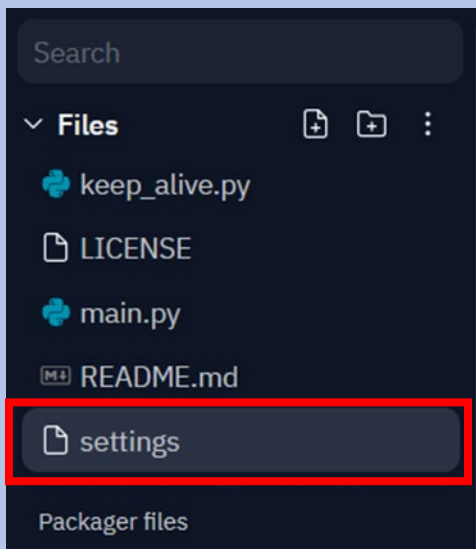 Search
Files
keep_alive.py
LICENSE
main.py
README.md
settings
Packager files